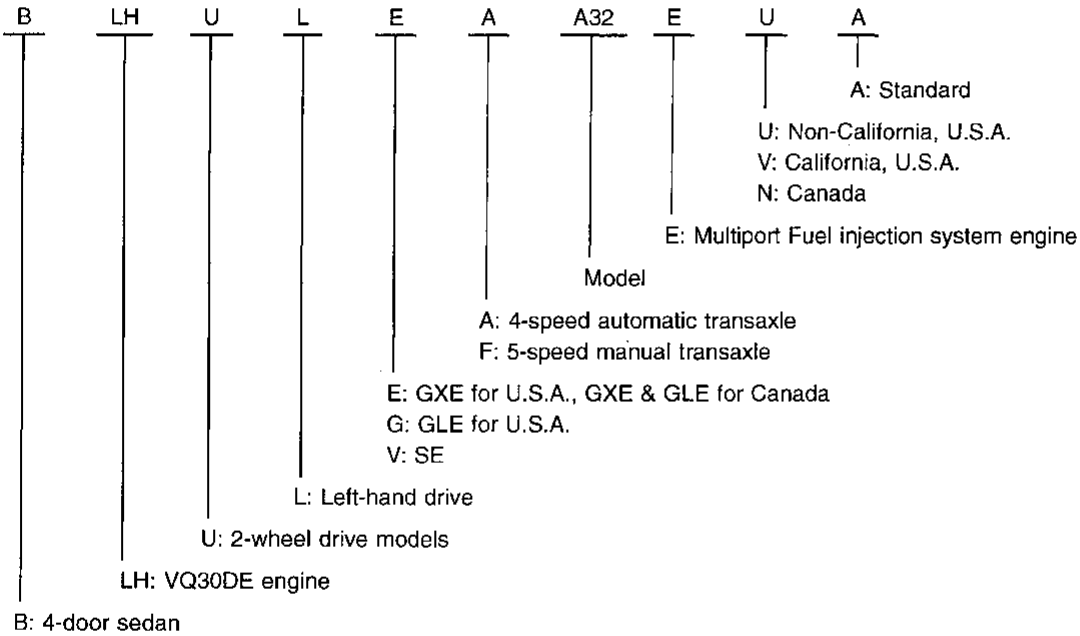 B LH U L E A A32 E U A
A: Standard
U: Non-California, U.S.A.
V: California, U.S.A.
N: Canada
E: Multiport Fuel injection system engine
Model
A: 4-speed automatic transaxle
F: 5-speed manual transaxle
E: GXE for U.S.A., GXE & GLE for Canada
G: GLE for U.S.A.
V: SE
L: Left-hand drive
U: 2-wheel drive models
LH: VQ30DE engine
B: 4-door sedan